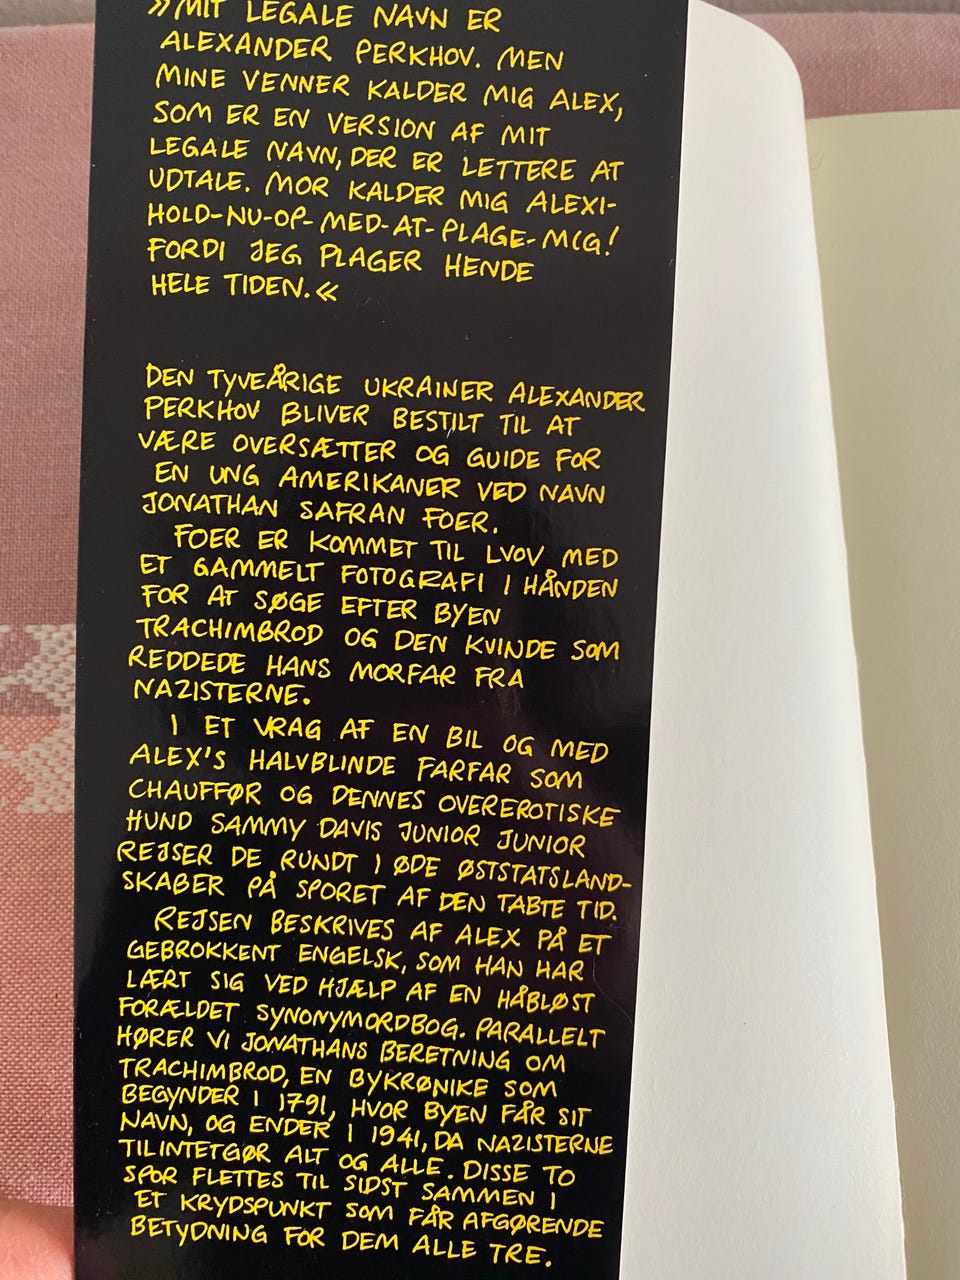 »MIT LEGALE NAVN ER
ALEXANDER PERKHOV. MEN
MINE VENNER KALDER MIG ALEX,
SOM ER EN VERSION AF MIT
LEGALE NAVN, DER ER LETTERE AT
UDTALE. MOR KALDER MIG ALEXI-
HOLD-NU-OP-MED-AT-PLAGE-MIG!
FORDI JEG PLAGER HENDE
HELE TIDEN.«
DEN TYVEÅRIGE UKRAINER ALEXANDER
PERKHOV BLIVER BESTILT TIL AT
VÆRE OVERSÆTTER OG GUIDE FOR
EN UNG AMERIKANER VED NAVN
JONATHAN SAFRAN FOER.
FOER ER KOMMET TIL LVOV MED
ET GAMMELT FOTOGRAFI I HÅNDEN
FOR AT SØGE EFTER BYEN
TRACHIMBROD OG DEN KVINDE SOM
REDDEDE HANS MORFAR FRA
NAZISTERNE.
I ET VRAG AF EN BIL OG MED
ALEX'S HALVBLINDE FARFAR SOM
CHAUFFØR OG DENNES OVEREROTISKE
HUND SAMMY DAVIS JUNIOR JUNIOR
REJSER DE RUNDT I ØDE ØSTSTATSLAND-
SKABER PÅ SPORET AF DEN TABTE TID.
REJSEN BESKRIVES AF ALEX PÅ ET
GEBROKKENT ENGELSK, SOM HAN HAR
LÆRT SIG VED HJÆLP AF EN HÅBLØST
FORÆLDET SYNONYMORDBOG. PARALLELT
HØRER VI JONATHANS BERETNING OM
TRACHIMBROD, EN BYKRØNIKE SOM
BEGYNDER I 1791, HVOR BYEN FÅR SIT
NAVN, OG ENDER I 1941, DA NAZISTERNE
TILINTETGØR ALT OG ALLE. DISSE TO
SPOR FLETTES TIL SIDST SAMMEN I
ET KRYDSPUNKT SOM FÅR AFGØRENDE
BETYDNING FOR DEM ALLE TRE.